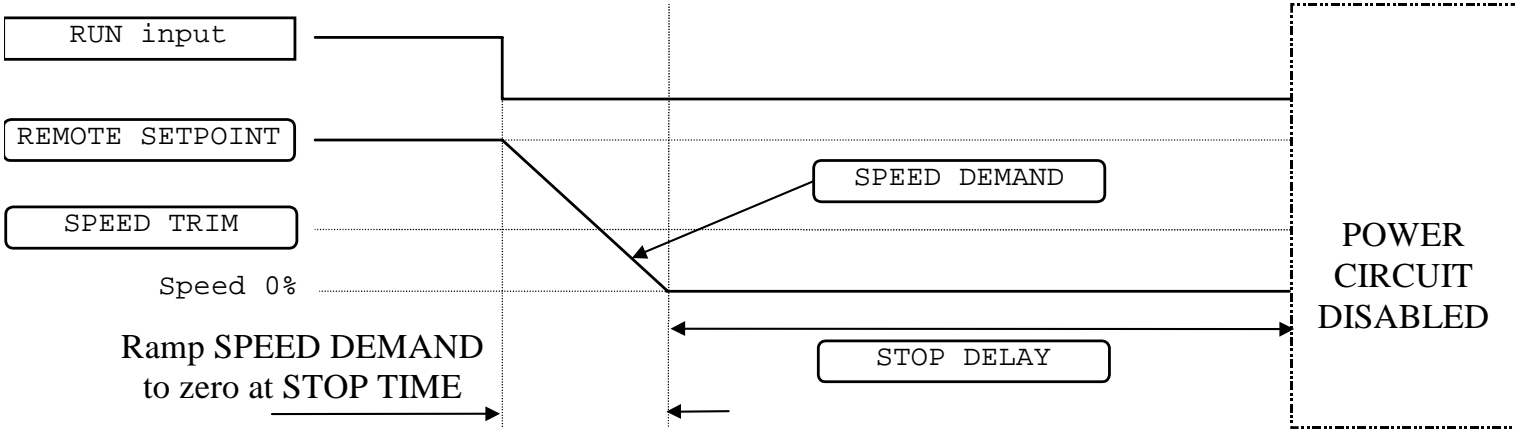 RUN input
REMOTE SETPOINT
SPEED DEMAND
SPEED TRIM
Speed 0%
POWER
CIRCUIT
DISABLED
Ramp SPEED DEMAND
to zero at STOP TIME
STOP DELAY